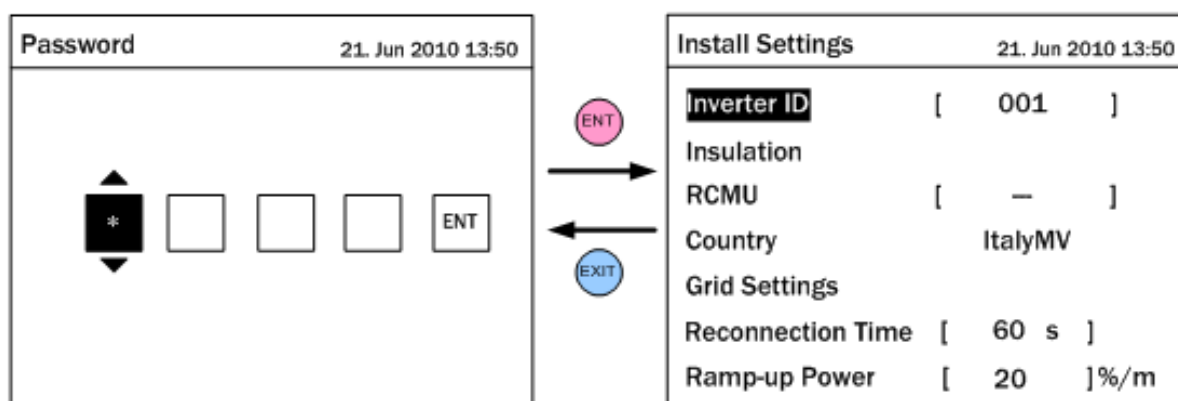 Password 21. Jun 2010 13:50
* ENT
ENT
EXIT
Install Settings 21. Jun 2010 13:50
Inverter ID [ 001 ]
Insulation
RCMU [ — ]
Country ItalyMV
Grid Settings
Reconnection Time [ 60 s ]
Ramp-up Power [ 20 ]%/m